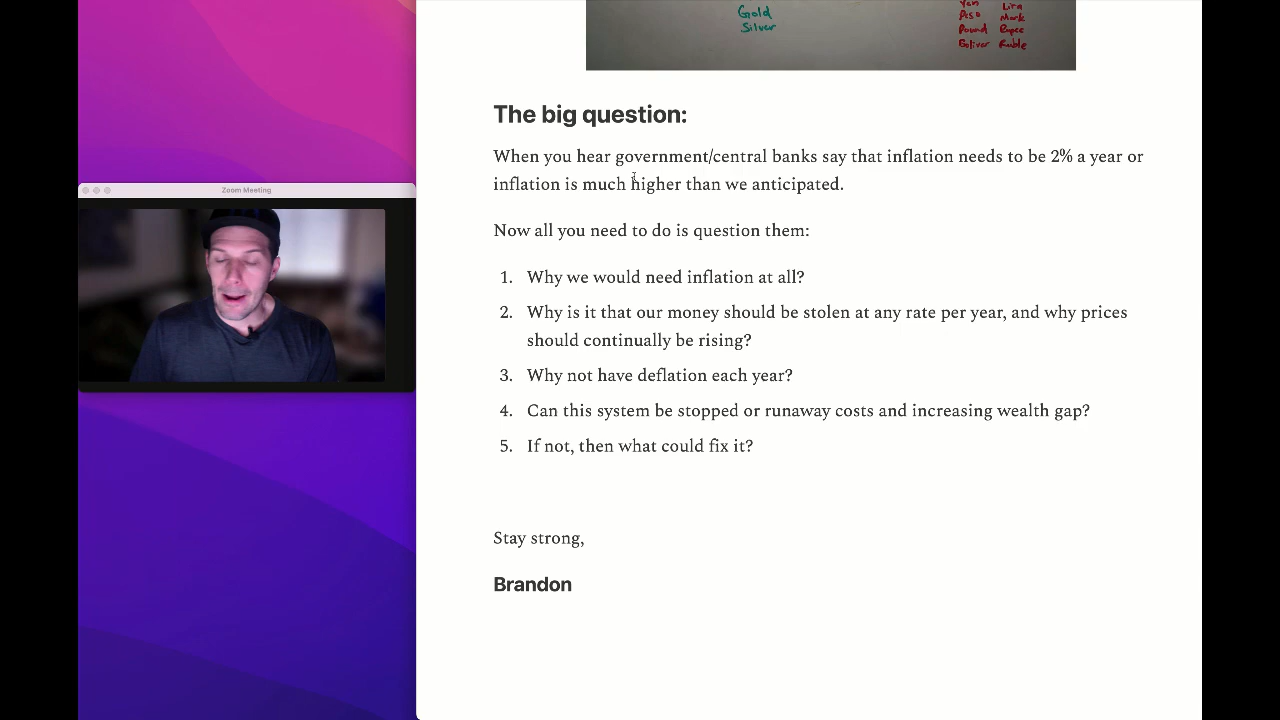 Gold
Silver
Yen Lira
Peso Mark
Pound Rupee
Bolivar Ruble
The big question:
When you hear government/central banks say that inflation needs to be 2% a year or
inflation is much higher than we anticipated.
Now all you need to do is question them:
1. Why we would need inflation at all?
2. Why is it that our money should be stolen at any rate per year, and why prices
should continually be rising?
3. Why not have deflation each year?
4. Can this system be stopped or runaway costs and increasing wealth gap?
5. If not, then what could fix it?
Stay strong,
Brandon
Zoom Meeting